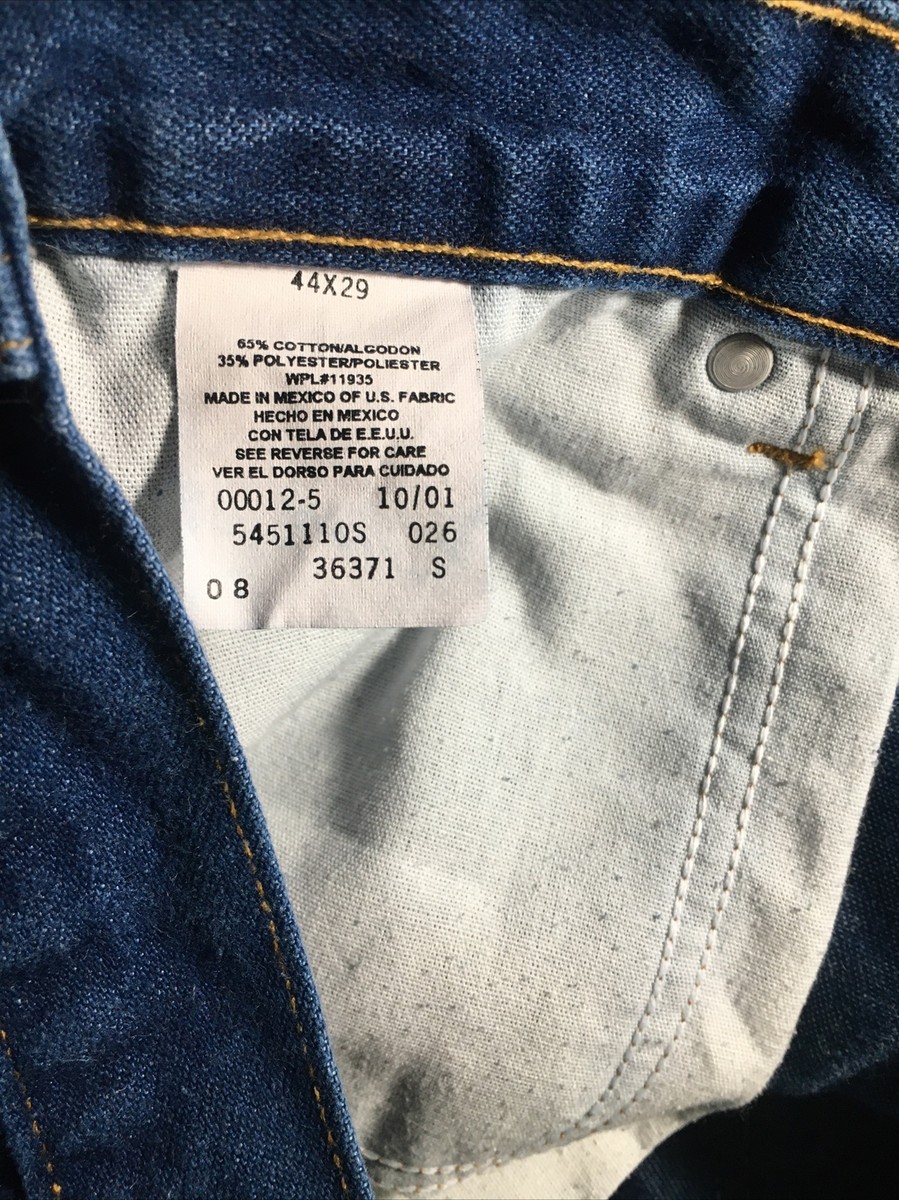 44X29
65% COTTON/ALGODON
35% POLYESTER/POLIESTER
WPL#11935
MADE IN MEXICO OF U.S. FABRIC
HECHO EN MEXICO
CON TELA DE E.E.U.U.
SEE REVERSE FOR CARE
VER EL DORSO PARA CUIDADO
00012-5 10/01
5451110S 026
36371 S
08